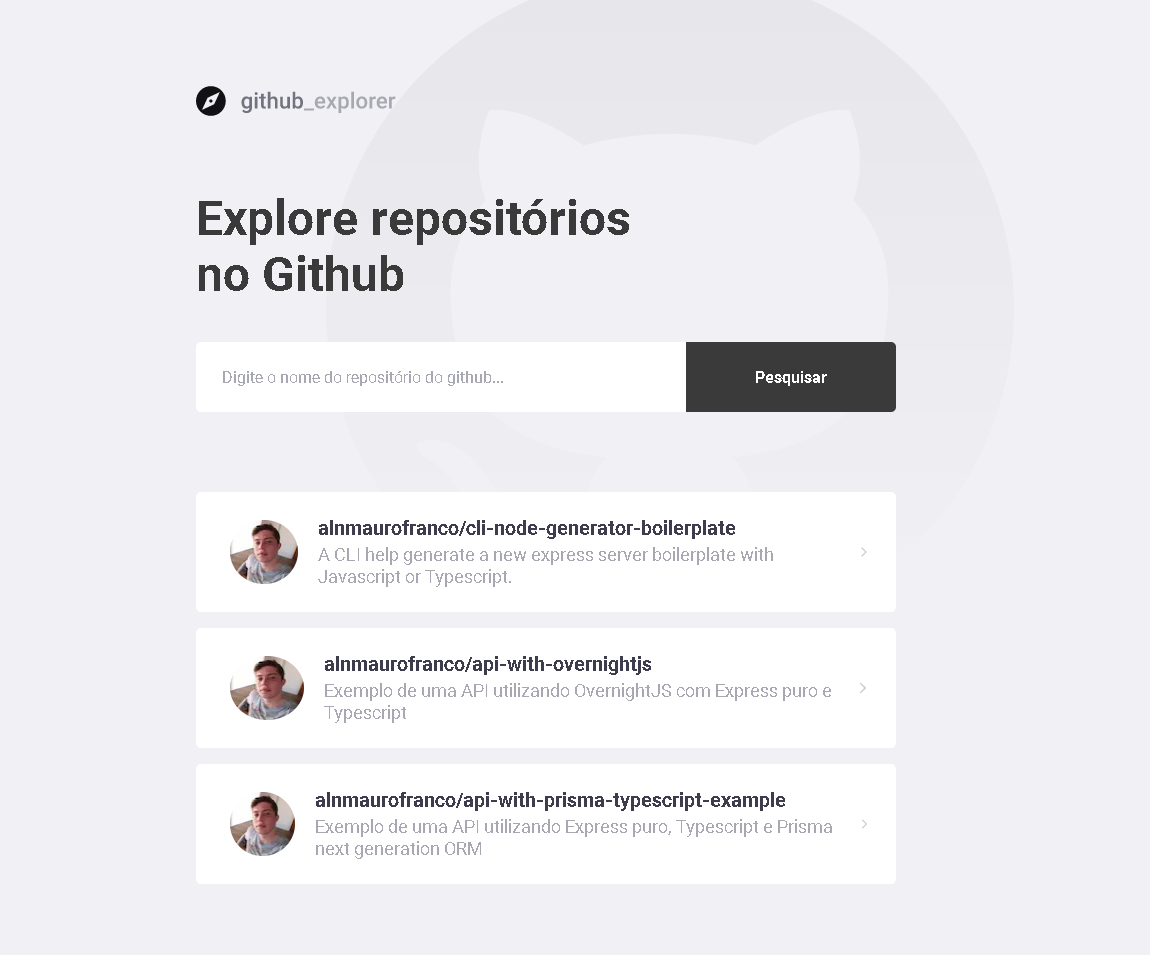 github_explorer
Explore repositórios
no Github
Digite o nome do repositório do github...
Pesquisar
alnmaurofranco/cli-node-generator-boilerplate
A CLI help generate a new express server boilerplate with
Javascript or Typescript.
alnmaurofranco/api-with-overnightjs
Exemplo de uma API utilizando OvernightJS com Express puro e
Typescript
alnmaurofranco/api-with-prisma-typescript-example
Exemplo de uma API utilizando Express puro, Typescript e Prisma
next generation ORM